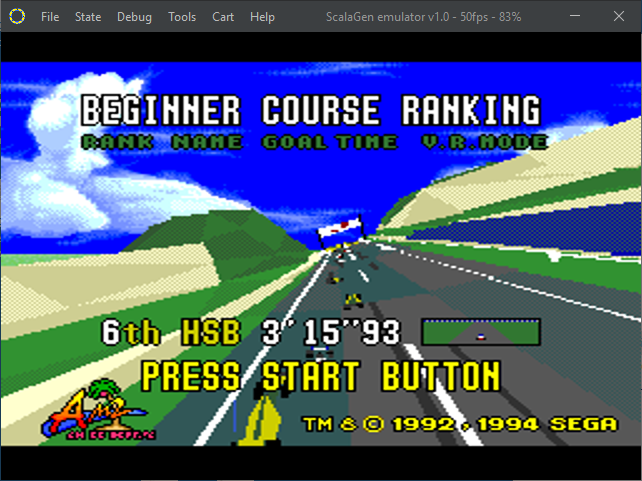 File State Debug Tools Cart Help ScalaGen emulator v1.0 - 50fps - 83%
BEGINNER COURSE RANKING
RANK NAME GOAL TIME V.R.MODE
6th HSB 3'15"93
PRESS START BUTTON
AM2
TM & © 1992, 1994 SEGA